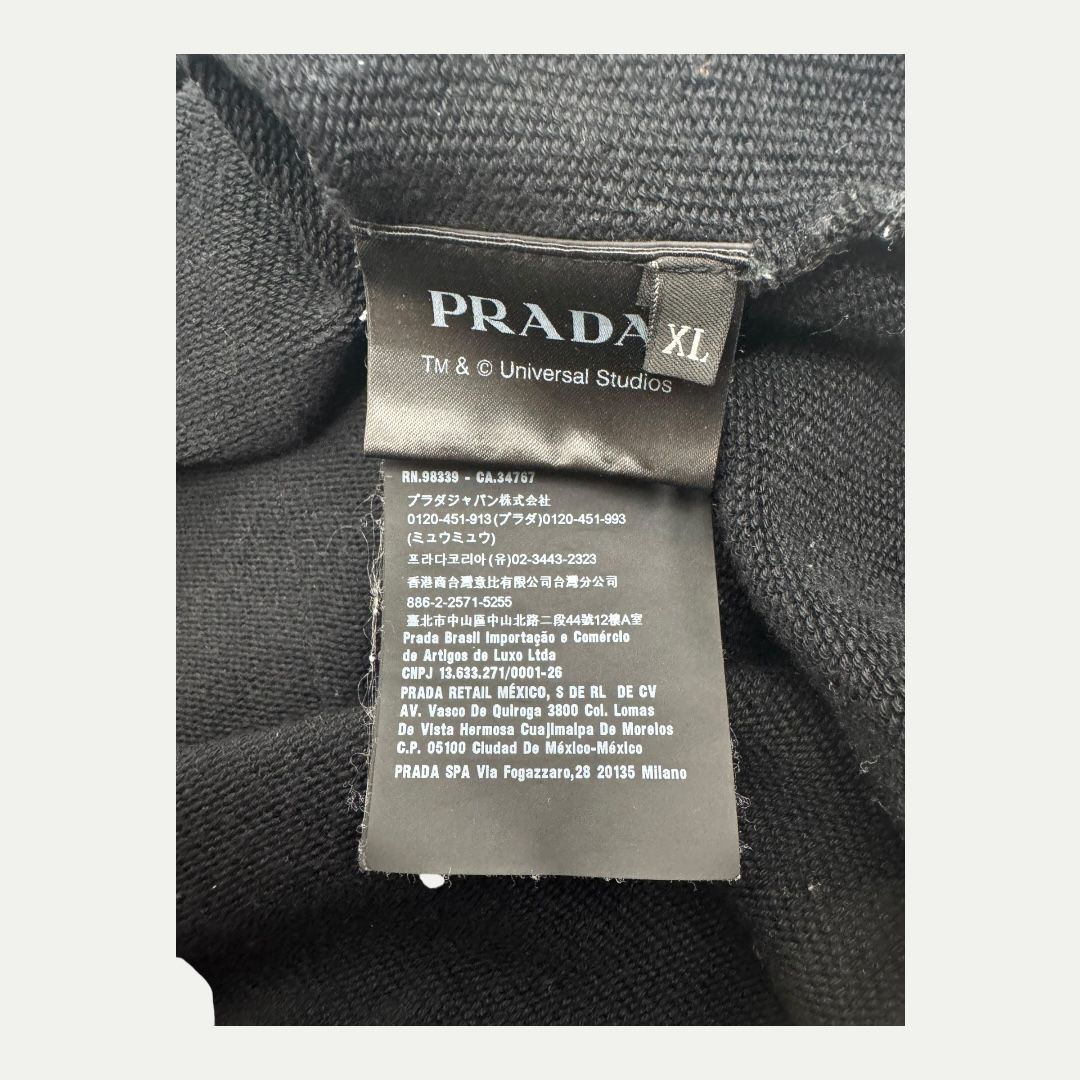 PRADA
XL
TM & © Universal Studios
RN.98339 - CA.34767
プラダジャパン株式会社
0120-451-913(プラダ)0120-451-993
(ミュウミュウ)
프라다코리아(유)02-3443-2323
香港商台灣意比有限公司台灣分公司
886-2-2571-5255
臺北市中山區中山北路二段44號12樓A室
Prada Brasil Importação e Comércio
de Artigos de Luxo Ltda
CNPJ 13.633.271/0001-26
PRADA RETAIL MÉXICO, S DE RL DE CV
AV. Vasco De Quiroga 3800 Col. Lomas
De Vista Hermosa Cuajimalpa De Morelos
C.P. 05100 Ciudad De México-México
PRADA SPA Via Fogazzaro,28 20135 Milano